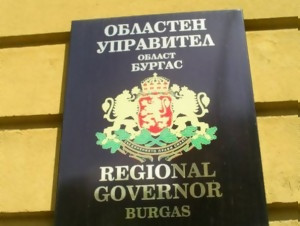 ОБЛАСТЕН
УПРАВИТЕЛ
ОБЛАСТ
БУРГАС
REGIONAL
GOVERNOR
BURGAS